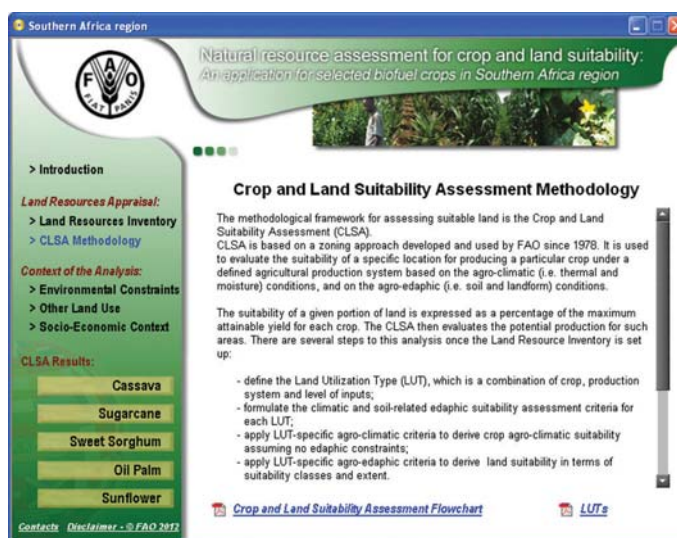 Southern Africa region
Natural resource assessment for crop and land suitability:
An application for selected biofuel crops in Southern Africa region
F A O
FIAT PANIS
> Introduction
Land Resources Appraisal:
> Land Resources Inventory
> CLSA Methodology
Context of the Analysis:
> Environmental Constraints
> Other Land Use
> Socio-Economic Context
CLSA Results:
Cassava
Sugarcane
Sweet Sorghum
Oil Palm
Sunflower
Contacts Disclaimer - © FAO 2012
Crop and Land Suitability Assessment Methodology
The methodological framework for assessing suitable land is the Crop and Land
Suitability Assessment (CLSA).
CLSA is based on a zoning approach developed and used by FAO since 1978. It is used
to evaluate the suitability of a specific location for producing a particular crop under a
defined agricultural production system based on the agro-climatic (i.e. thermal and
moisture) conditions, and on the agro-edaphic (i.e. soil and landform) conditions.
The suitability of a given portion of land is expressed as a percentage of the maximum
attainable yield for each crop. The CLSA then evaluates the potential production for such
areas. There are several steps to this analysis once the Land Resource Inventory is set
up:
- define the Land Utilization Type (LUT), which is a combination of crop, production
system and level of inputs;
- formulate the climatic and soil-related edaphic suitability assessment criteria for
each LUT;
- apply LUT-specific agro-climatic criteria to derive crop agro-climatic suitability
assuming no edaphic constraints;
- apply LUT-specific agro-edaphic criteria to derive land suitability in terms of
suitability classes and extent.
Crop and Land Suitability Assessment Flowchart
LUTs